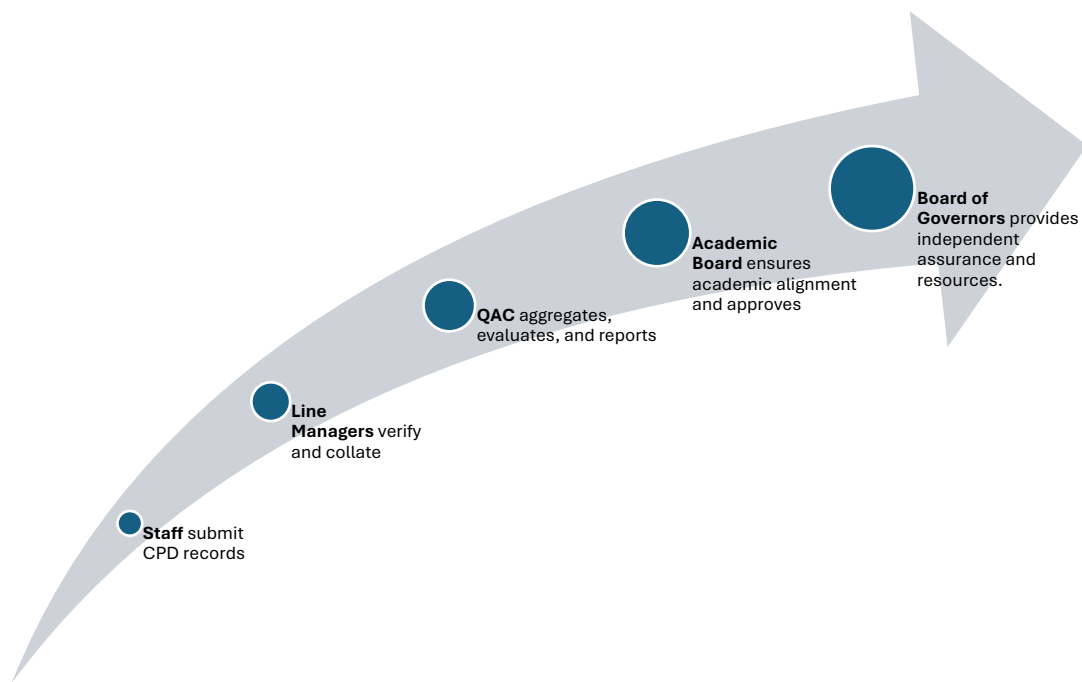 Board of
Governors provides
independent
assurance and
resources.
Academic
Board ensures
academic alignment
and approves
QAC aggregates,
evaluates, and reports
Line
Managers verify
and collate
Staff submit
CPD records